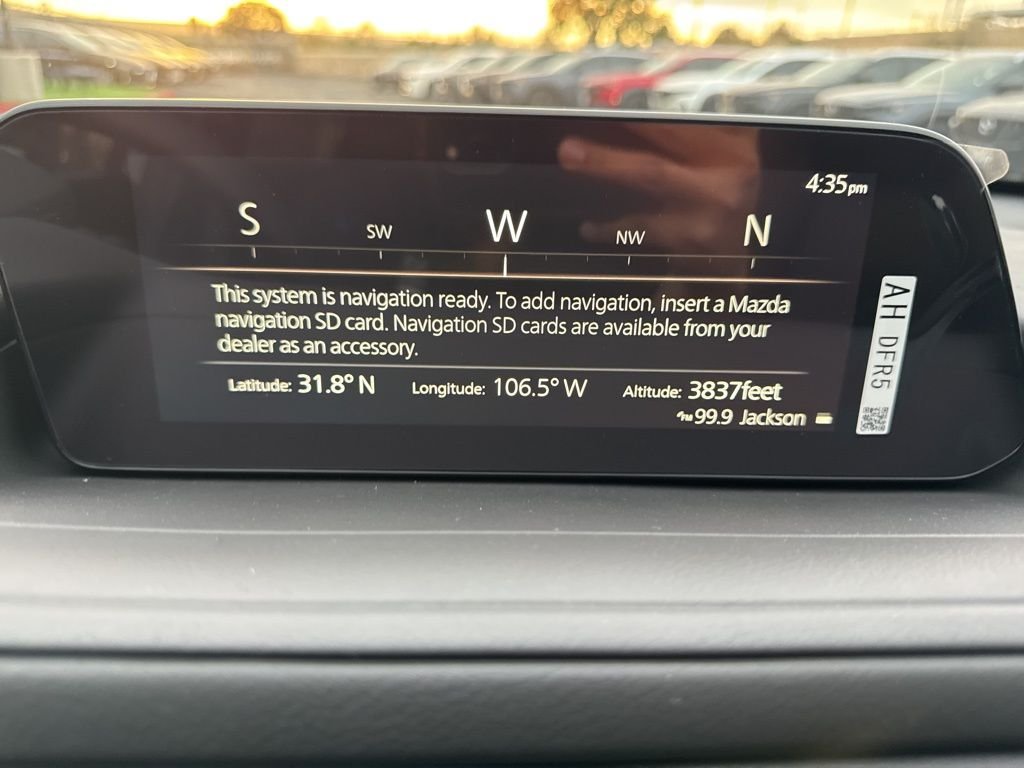 4:35pm
S SW W NW N
This system is navigation ready. To add navigation, insert a Mazda
navigation SD card. Navigation SD cards are available from your
dealer as an accessory.
Latitude: 31.8° N Longitude: 106.5° W Altitude: 3837feet
FM 99.9 Jackson
AH DFR5